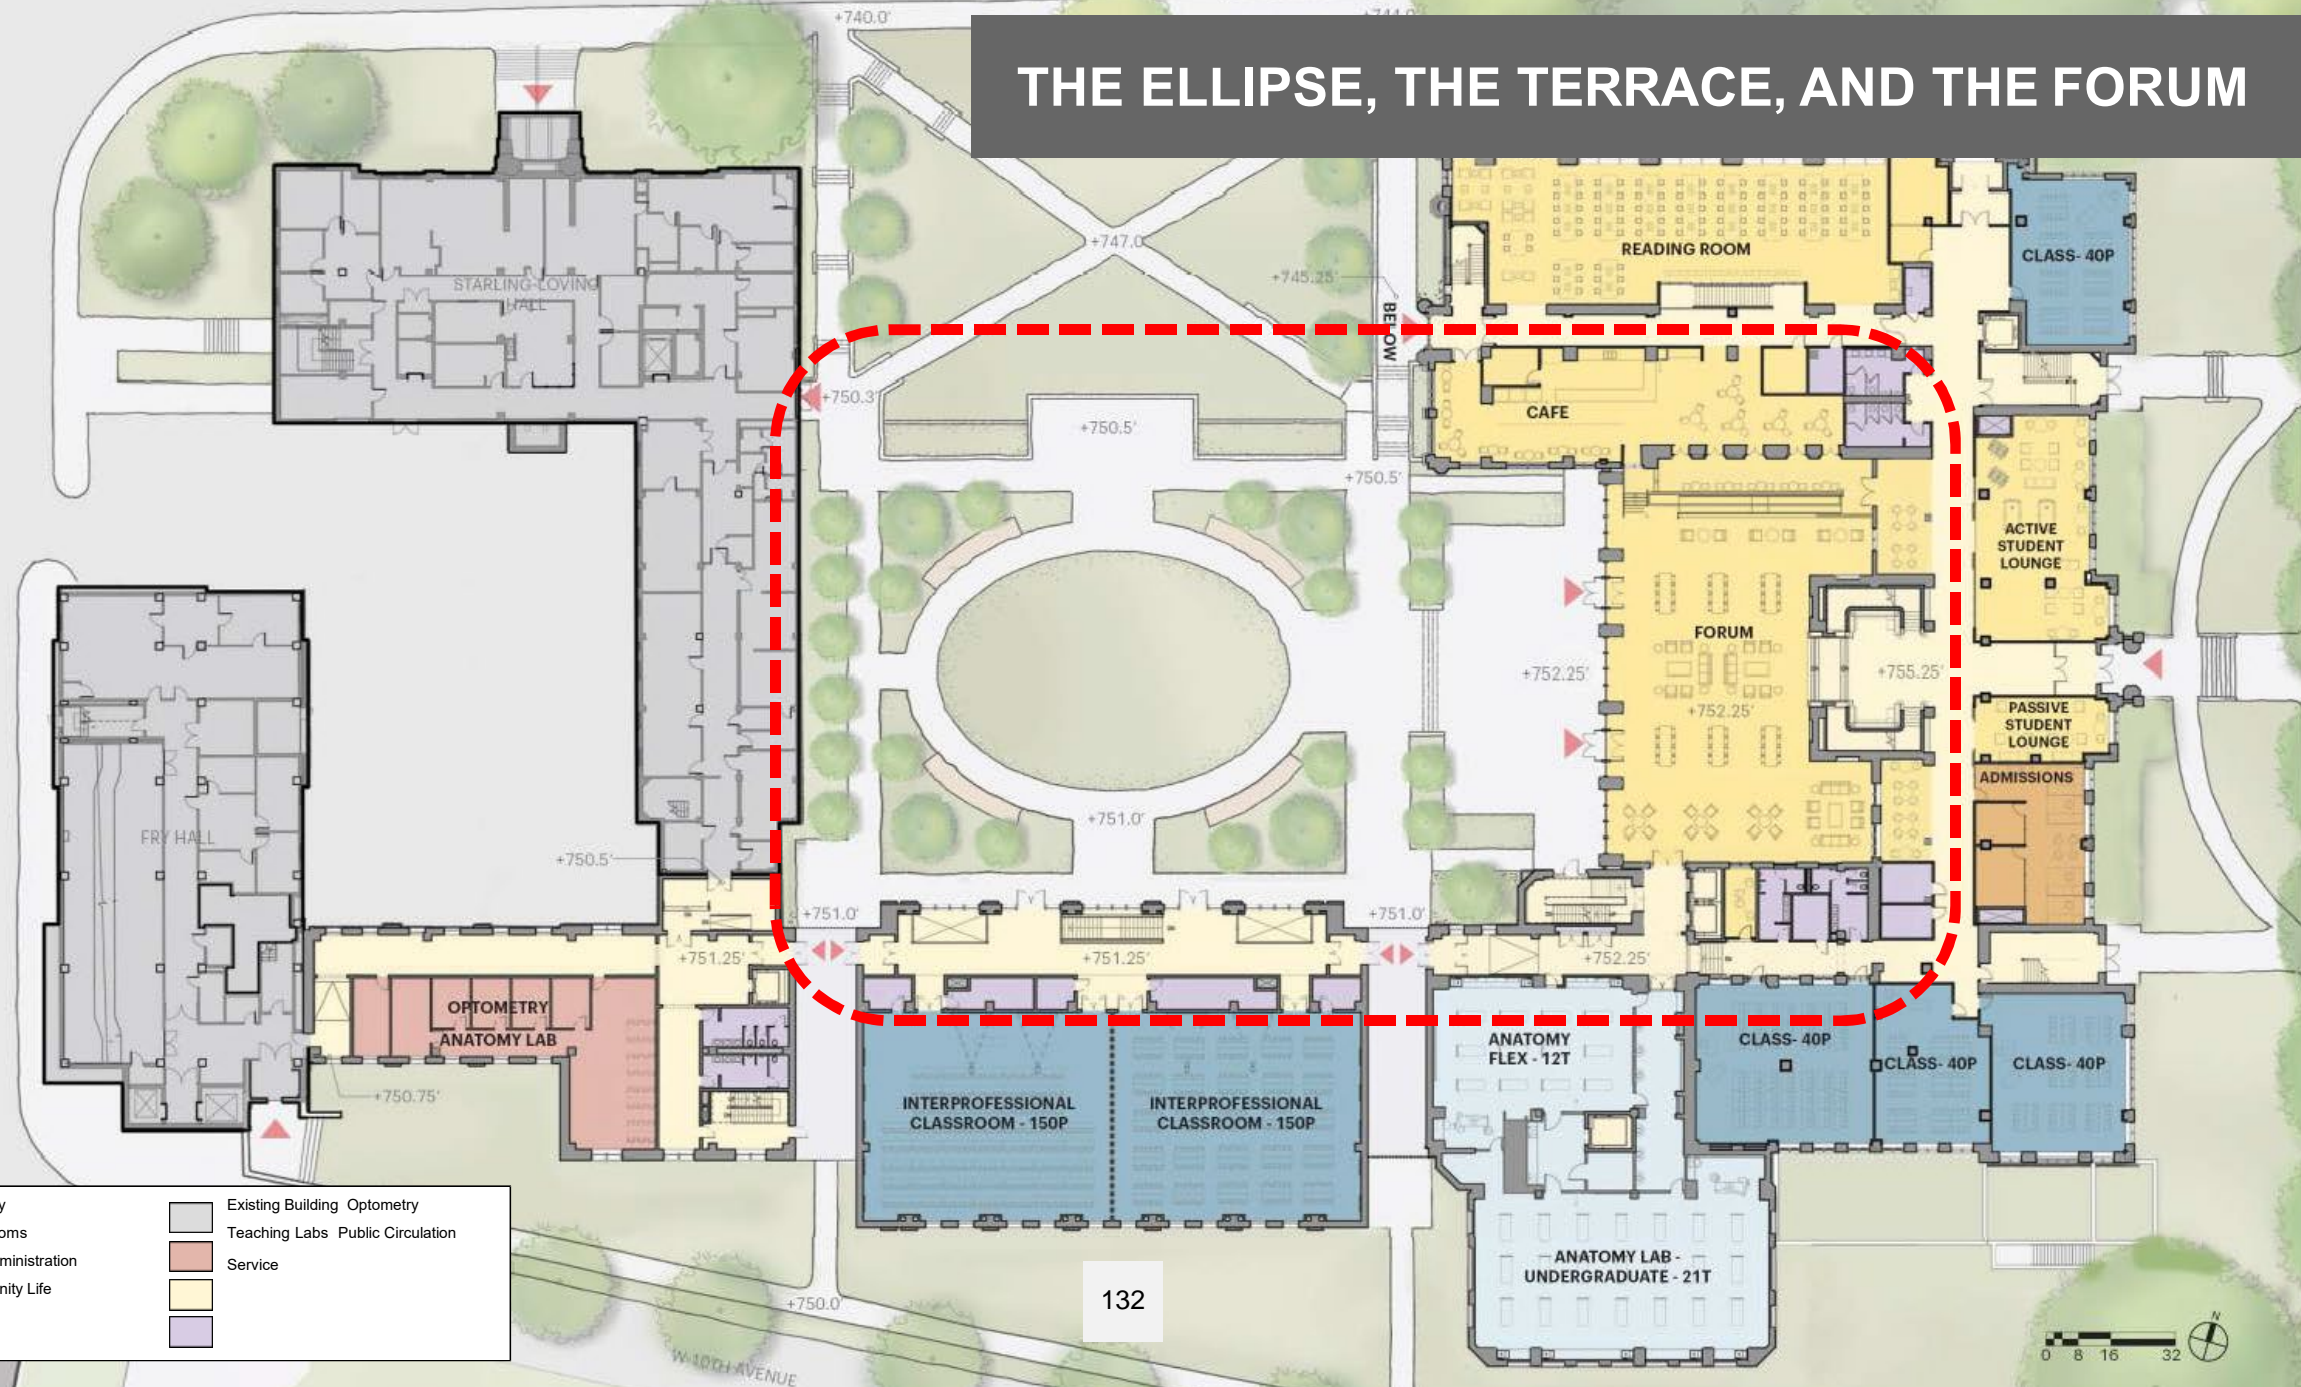 +740.0'
THE ELLIPSE, THE TERRACE, AND THE FORUM
+747.0
READING ROOM
CLASS- 40P
STARLING-LOVING
HALL
+745.25'
BELOW
+750.3'
+750.5'
CAFE
+750.5'
ACTIVE
STUDENT
LOUNGE
FORUM
+752.25'
+755.25'
+752.25'
PASSIVE
STUDENT
LOUNGE
ADMISSIONS
+751.0'
FRY HALL
+750.5'
+751.0'
+751.0'
+751.25'
+751.25'
+752.25'
OPTOMETRY
ANATOMY LAB
ANATOMY
FLEX - 12T
CLASS- 40P
CLASS- 40P
CLASS- 40P
+750.75'
INTERPROFESSIONAL
CLASSROOM - 150P
INTERPROFESSIONAL
CLASSROOM - 150P
ANATOMY LAB -
UNDERGRADUATE - 21T
y
oms
ministration
nity Life
Existing Building Optometry
Teaching Labs Public Circulation
Service
+750.0'
132
W 10TH AVENUE
N
0 8 16 32